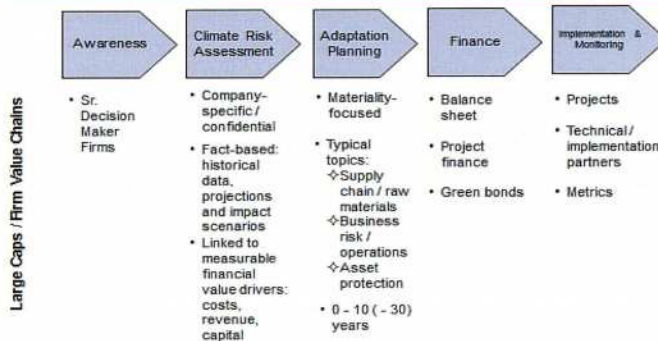 Awareness
Climate Risk
Assessment
Adaptation
Planning
Finance
Implementation &
Monitoring
Large Caps / Firm Value Chains
• Sr.
Decision
Maker
Firms
• Company-
specific /
confidential
• Fact-based:
historical
data,
projections
and impact
scenarios
• Linked to
measurable
financial
value drivers:
costs,
revenue,
capital
• Materiality-
focused
• Typical
topics:
✧Supply
chain / raw
materials
✧Business
risk /
operations
✧Asset
protection
• 0 - 10 ( - 30)
years
• Balance
sheet
• Project
finance
• Green bonds
• Projects
• Technical /
implementation
partners
• Metrics